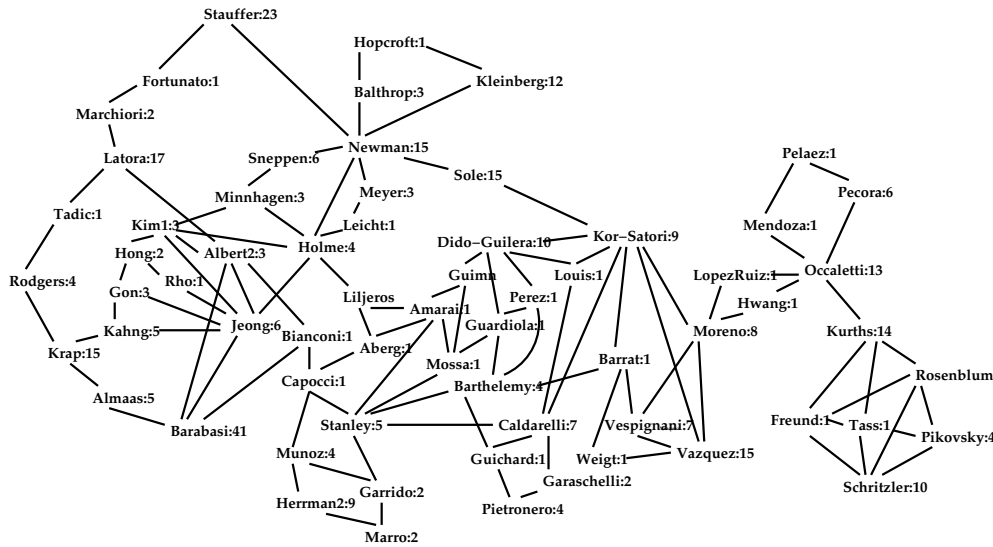 Stauffer:23
Hopcroft:1
Fortunato:1
Kleinberg:12
Balthrop:3
Marchiori:2
Newman:15
Latora:17
Sneppen:6
Pelaez:1
Sole:15
Meyer:3
Pecora:6
Minnhagen:3
Tadic:1
Kim1:3
Leicht:1
Mendoza:1
Hong:2
Albert2:3
Holme:4
Dido-Guilera:10
Kor-Satori:9
Rodgers:4
Rho:1
Guimn
Louis:1
LopezRuiz:1
Occaletti:13
Gon:3
Liljeros
Perez:1
Hwang:1
Amarai:1
Kahng:5
Jeong:6
Bianconi:1
Guardiola:1
Moreno:8
Kurths:14
Krap:15
Aberg:1
Mossa:1
Barrat:1
Capocci:1
Barthelemy:4
Rosenblum
Almaas:5
Barabasi:41
Stanley:5
Caldarelli:7
Vespignani:7
Freund:1
Tass:1
Pikovsky:4
Munoz:4
Guichard:1
Weigt:1
Vazquez:15
Garrido:2
Garaschelli:2
Schritzler:10
Herrman2:9
Pietronero:4
Marro:2